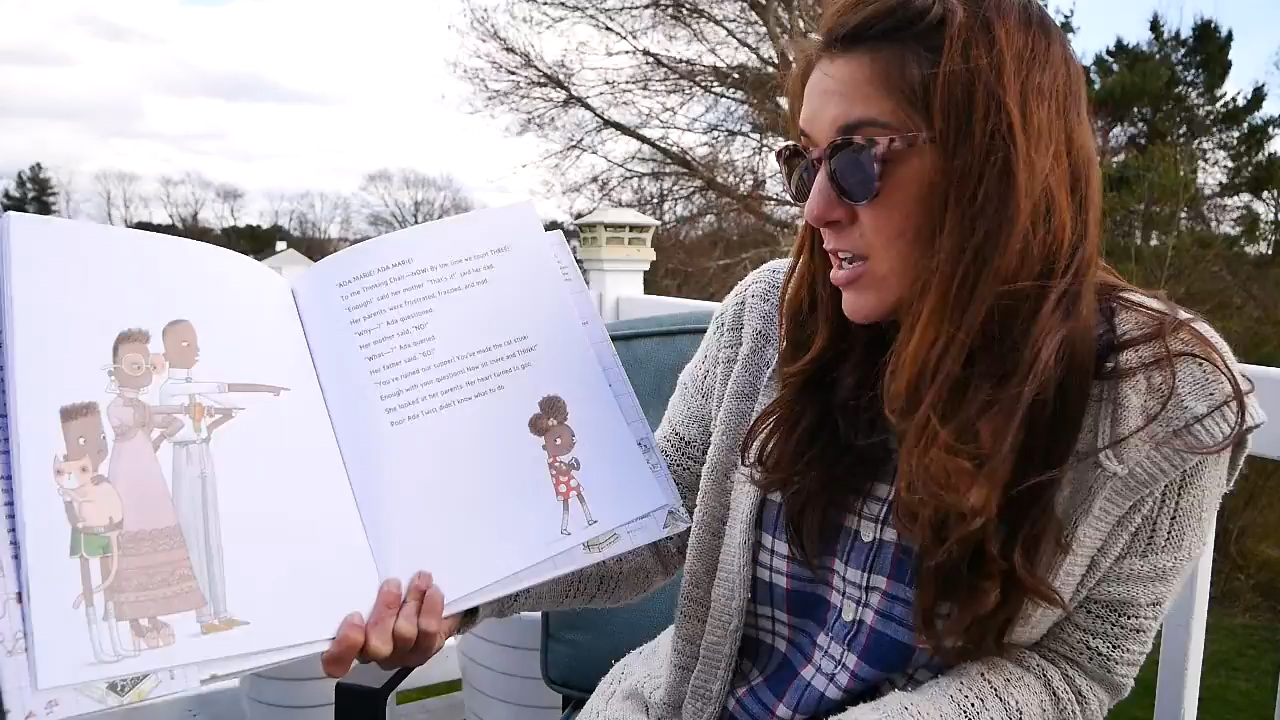 "ADA MARIE! ADA MARIE!
To the Thinking Chair—NOW! By the time we count THREE!
"Enough!" said her mother. "That's it!" said her dad.
Her parents were frustrated, frazzled, and mad.
"Why—?" Ada questioned.
Her mother said, "NO!"
"What—?" Ada queried.
Her father said, "GO!"
"You've ruined our supper! You've made the cat stink!
Enough with your questions! Now sit there and THINK!"
She looked at her parents. Her heart turned to goo.
Poor Ada Twist didn't know what to do.